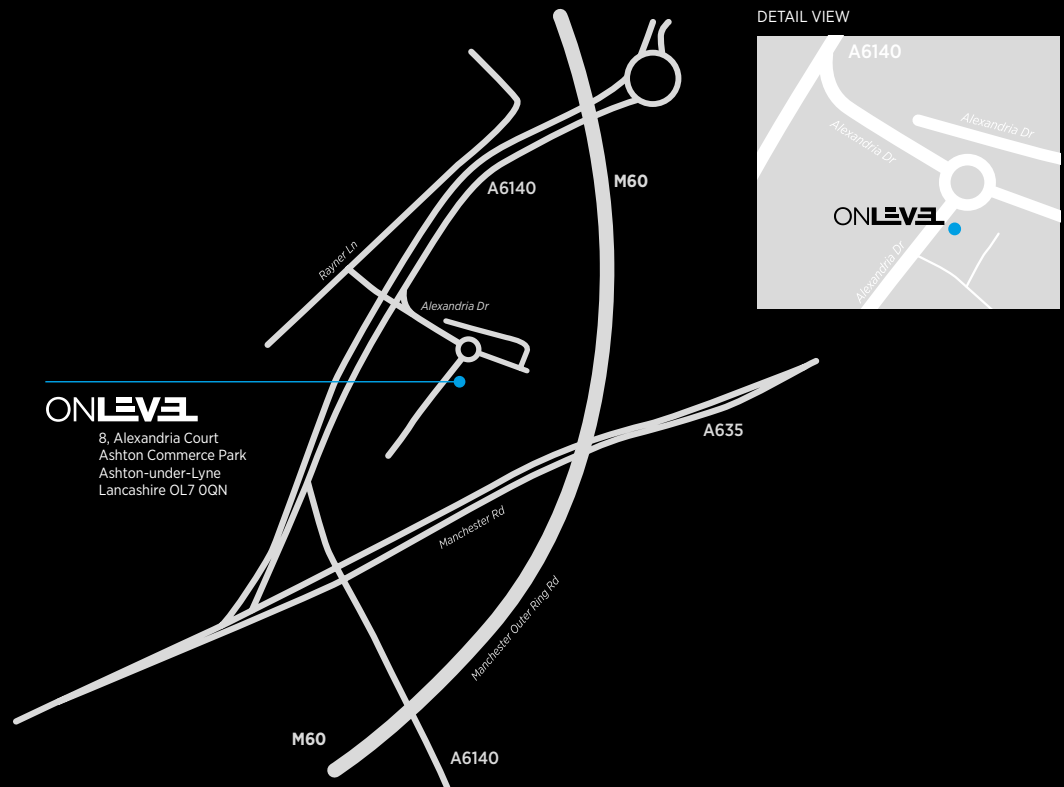 DETAIL VIEW
A6140
Alexandria Dr
Alexandria Dr
ONLEVEL
Alexandria Dr
A6140
M60
Rayner Ln
Alexandria Dr
ONLEVEL
8, Alexandria Court
Ashton Commerce Park
Ashton-under-Lyne
Lancashire OL7 0QN
A635
Manchester Rd
Manchester Outer Ring Rd
M60
A6140